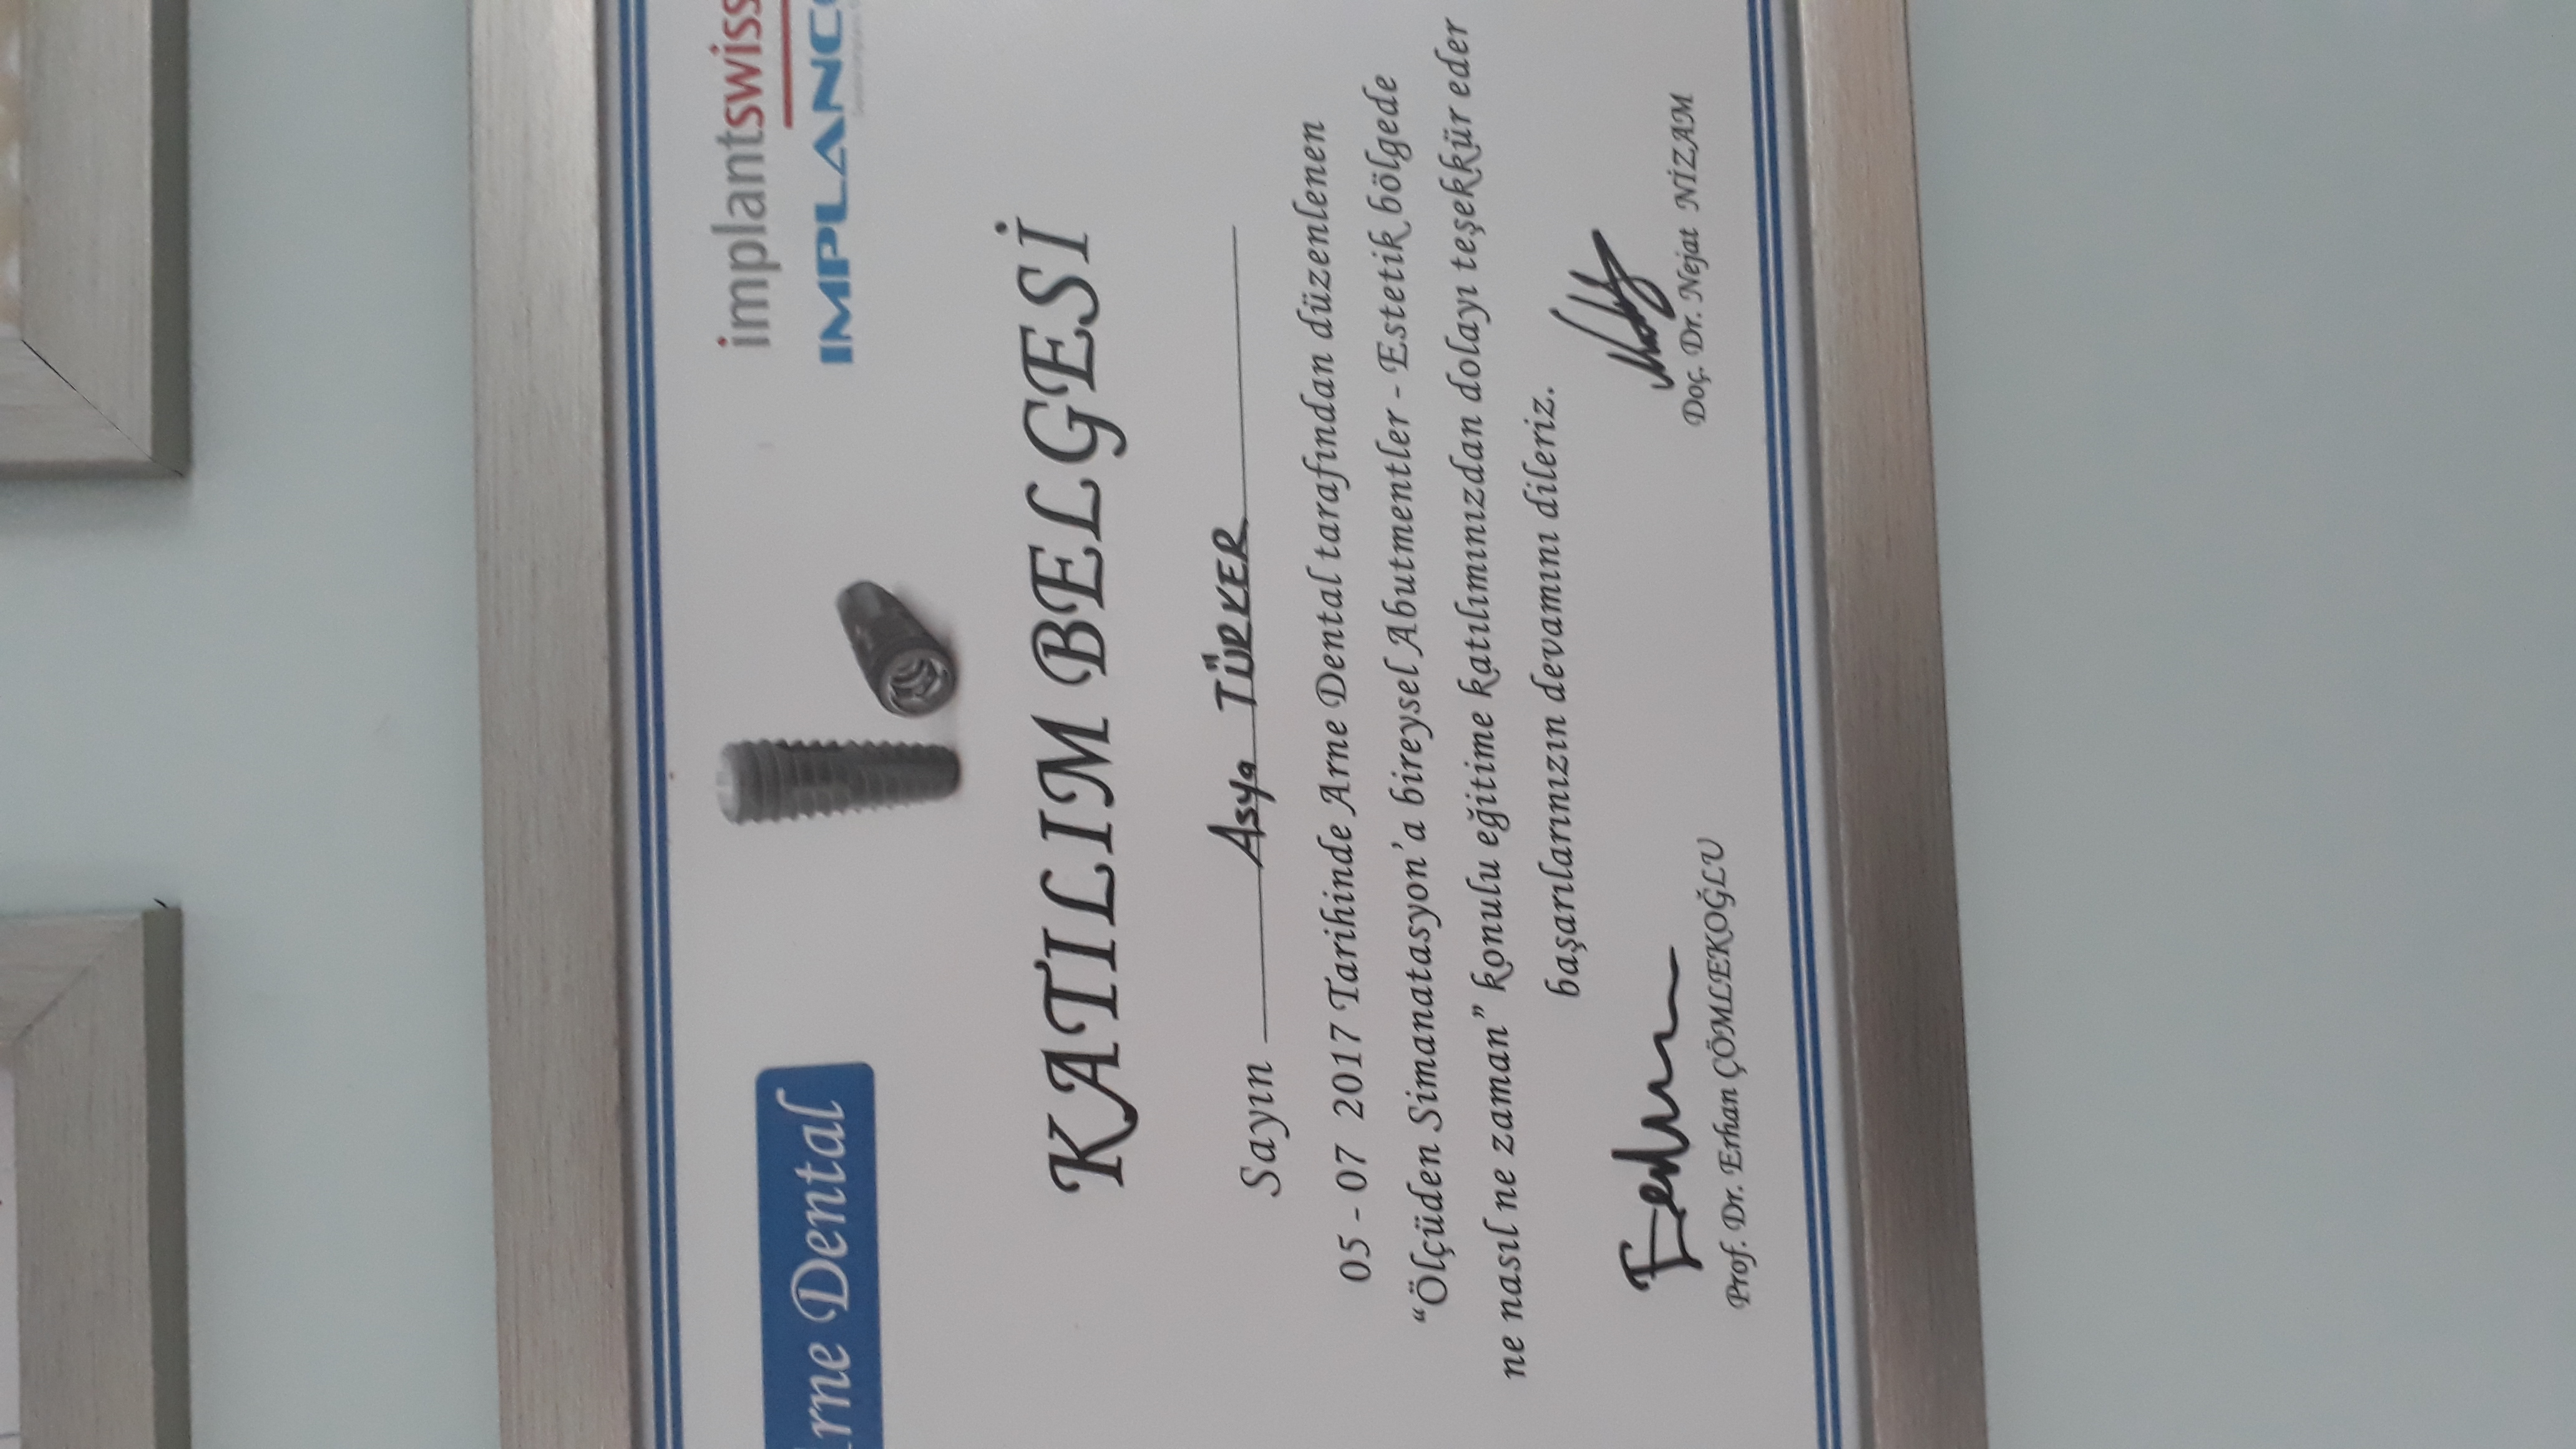 Arne Dental
implantswiss
IMPLANCE
KATILIM BELGESİ
Sayın Asya TÜRKER
05 - 07 2017 Tarihinde Arne Dental tarafından düzenlenen
“Ölçüden Simanatasyon’a bireysel Abutmentler - Estetik bölgede
ne nasıl ne zaman” konulu eğitime katılımınızdan dolayı teşekkür eder
başarılarınızın devamını dileriz.
Prof. Dr. Erhan ÇÖMLEKOĞLU
Doç. Dr. Nejat NİZAM